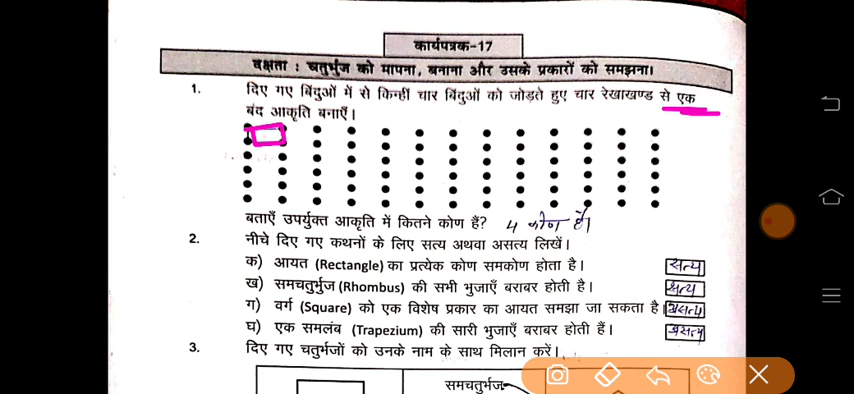 कार्यपत्रक-17
दक्षता : चतुर्भुज को मापना, बनाना और उसके प्रकारों को समझना।
1. दिए गए बिंदुओं में से किन्हीं चार बिंदुओं को जोड़ते हुए चार रेखाखण्ड से एक
बंद आकृति बनाएँ।
बताएँ उपर्युक्त आकृति में कितने कोण हैं? 4 कोण हैं।
2. नीचे दिए गए कथनों के लिए सत्य अथवा असत्य लिखें।
क) आयत (Rectangle) का प्रत्येक कोण समकोण होता है। सत्य
ख) समचतुर्भुज (Rhombus) की सभी भुजाएँ बराबर होती है। सत्य
ग) वर्ग (Square) को एक विशेष प्रकार का आयत समझा जा सकता है। असत्य
घ) एक समलंब (Trapezium) की सारी भुजाएँ बराबर होती हैं। असत्य
3. दिए गए चतुर्भजों को उनके नाम के साथ मिलान करें।
समचतुर्भुज